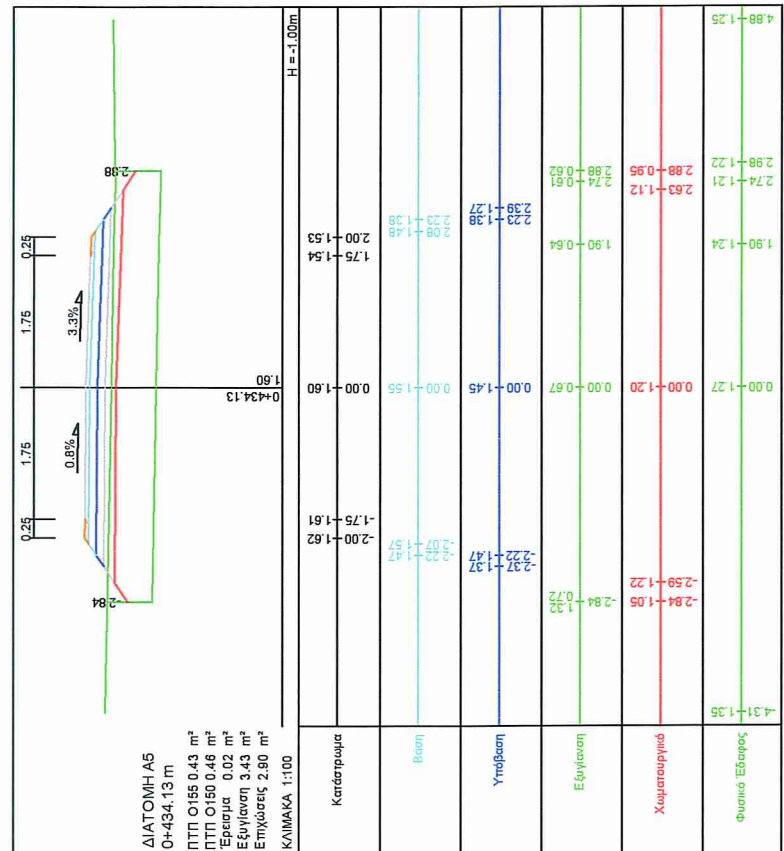 ΔΙΑΤΟΜΗ Α5
0+434.13 m
ΠΤΠ Ο155 0.43 m²
ΠΤΠ Ο150 0.46 m²
Έρεισμα 0.02 m²
Εξυγίανση 3.43 m²
Επιχώσεις 2.80 m²
ΚΛΙΜΑΚΑ 1:100
0.25 1.75 1.75 0.25
0.8% 3.3%
-2.84 2.88
0+434.13 1.60
H = -1.00m
Κατάστρωμα
-2.00 1.62
-1.75 1.61
0.00 1.60
1.75 1.54
2.00 1.53
Βάση
-2.22 1.47
-2.07 1.57
0.00 1.55
2.08 1.48
2.23 1.38
Υπόβαση
-2.37 1.37
-2.22 1.47
0.00 1.45
2.23 1.38
2.39 1.27
Εξυγίανση
-2.84 1.32
0.72
0.00 0.67
1.90 0.64
2.74 0.61
2.88 0.62
Χωματουργικό
-2.84 1.05
-2.59 1.22
0.00 1.20
2.63 1.12
2.88 0.95
Φυσικό Έδαφος
-4.31 1.35
0.00 1.27
1.90 1.24
2.74 1.21
2.98 1.22
4.88 1.25